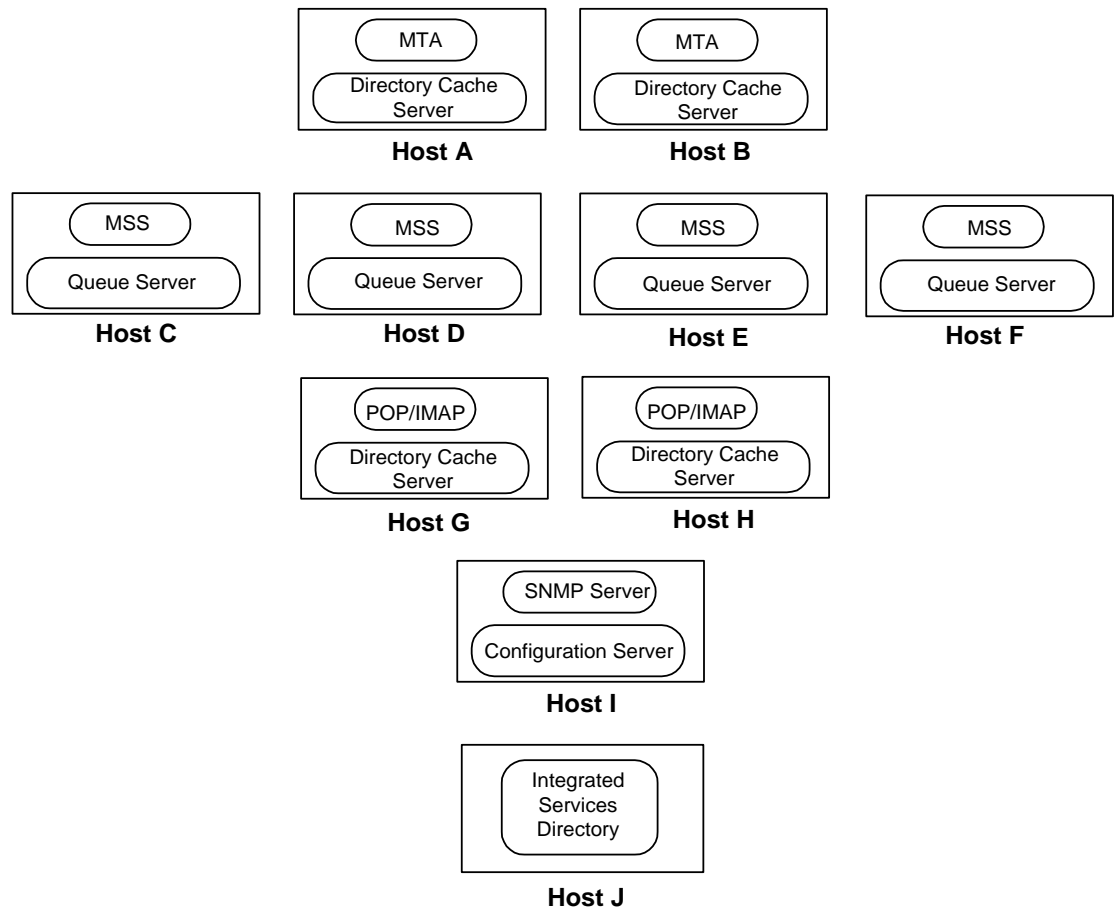 MTA
Directory Cache
Server
Host A
MTA
Directory Cache
Server
Host B
MSS
Queue Server
Host C
MSS
Queue Server
Host D
MSS
Queue Server
Host E
MSS
Queue Server
Host F
POP/IMAP
Directory Cache
Server
Host G
POP/IMAP
Directory Cache
Server
Host H
SNMP Server
Configuration Server
Host I
Integrated
Services
Directory
Host J